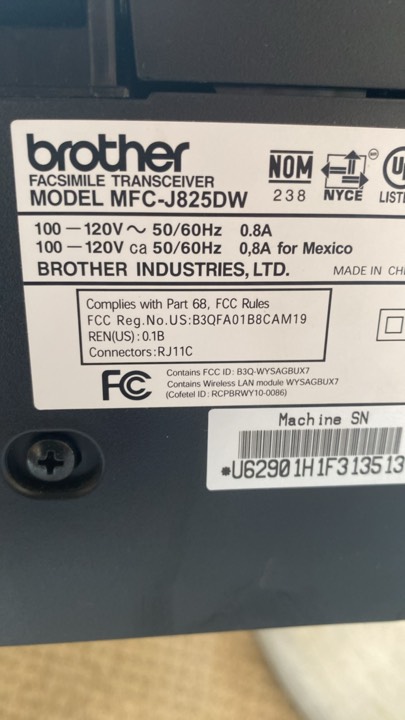 brother
FACSIMILE TRANSCEIVER
MODEL MFC-J825DW
NOM
238
NYCE
100-120V~ 50/60Hz 0.8A
100-120V ca 50/60Hz 0,8A for Mexico
BROTHER INDUSTRIES, LTD.
MADE IN
Complies with Part 68, FCC Rules
FCC Reg.No.US:B3QFA01B8CAM19
REN(US):0.1B
Connectors:RJ11C
FC
Contains FCC ID: B3Q-WYSAGBUX7
Contains Wireless LAN module WYSAGBUX7
(Cofetel ID: RCPBRWY10-0086)
Machine SN
*U62901H1F313513